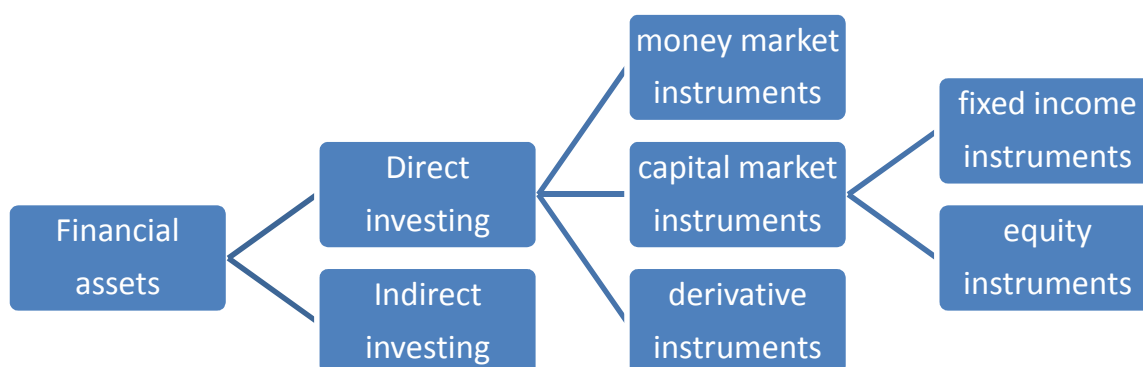 Financial
assets
Direct
investing
Indirect
investing
money market
instruments
capital market
instruments
derivative
instruments
fixed income
instruments
equity
instruments